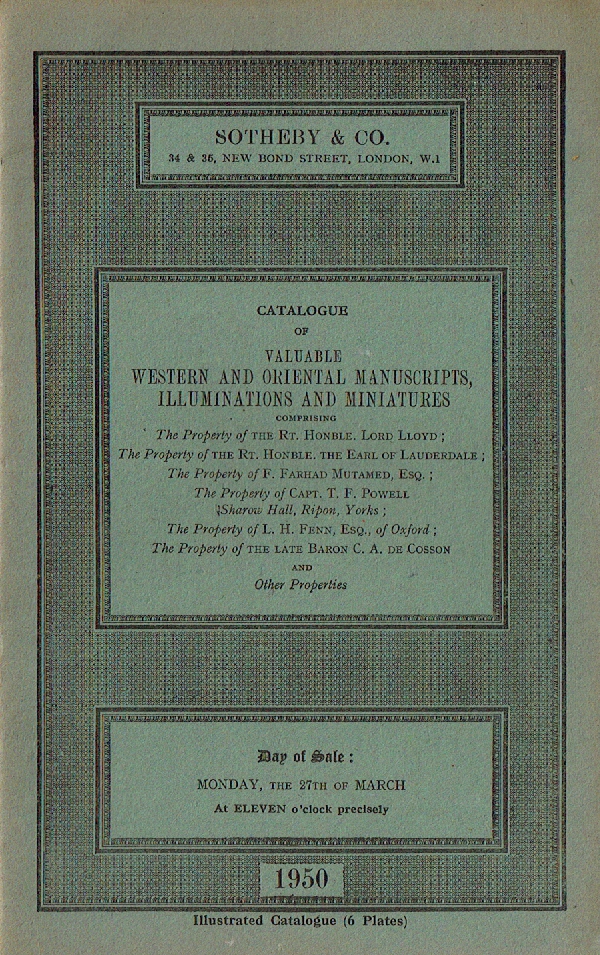 SOTHEBY & CO.
34 & 35, NEW BOND STREET, LONDON, W.1
CATALOGUE
OF
VALUABLE
WESTERN AND ORIENTAL MANUSCRIPTS,
ILLUMINATIONS AND MINIATURES
COMPRISING
The Property of THE RT. HONBLE. LORD LLOYD ;
The Property of THE RT. HONBLE. THE EARL OF LAUDERDALE ;
The Property of F. FARHAD MUTAMED, ESQ. ;
The Property of CAPT. T. F. POWELL
Sharow Hall, Ripon, Yorks ;
The Property of L. H. FENN, ESQ., of Oxford ;
The Property of THE LATE BARON C. A. DE COSSON
AND
Other Properties
Day of Sale :
MONDAY, THE 27TH OF MARCH
At ELEVEN o'clock precisely
1950
Illustrated Catalogue (6 Plates)